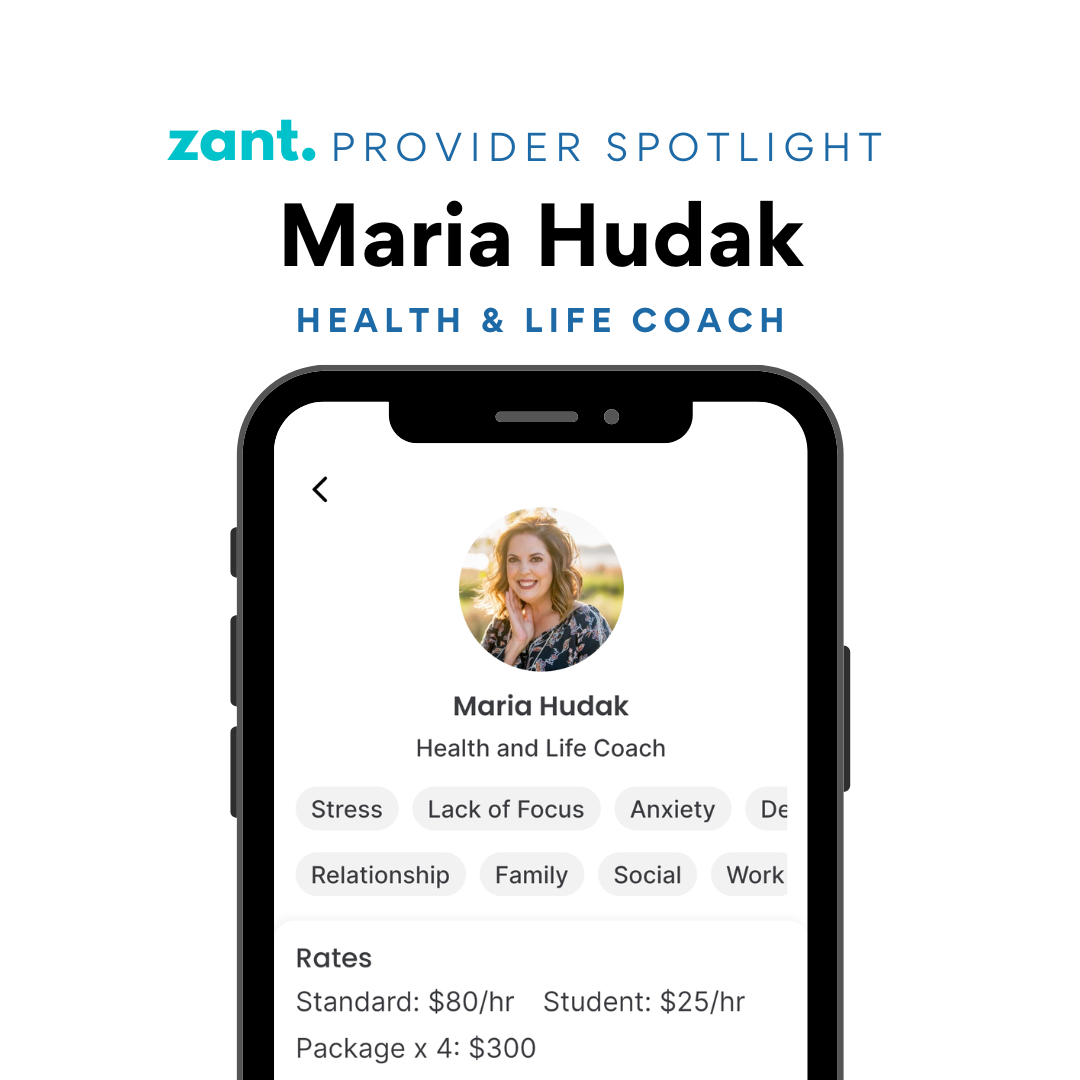 zant. PROVIDER SPOTLIGHT
Maria Hudak
HEALTH & LIFE COACH
Maria Hudak
Health and Life Coach
Stress Lack of Focus Anxiety De
Relationship Family Social Work
Rates
Standard: $80/hr Student: $25/hr
Package x 4: $300